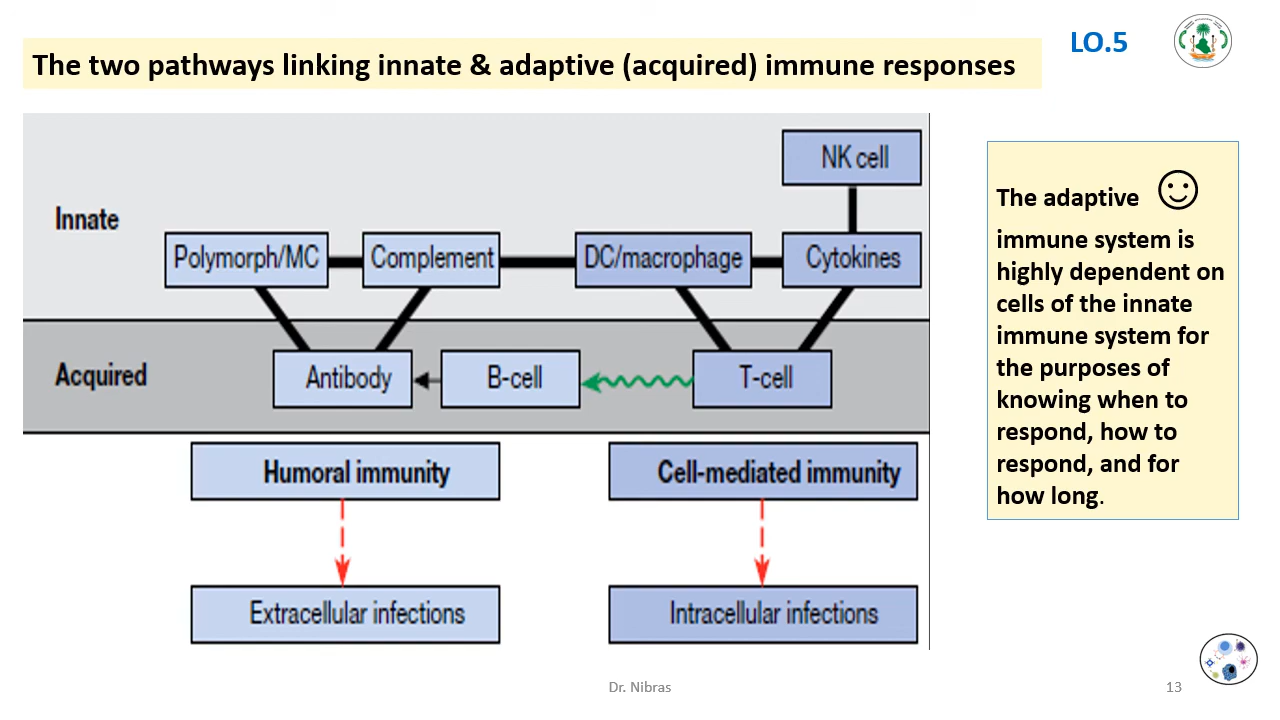 LO.5
The two pathways linking innate & adaptive (acquired) immune responses
NK cell
Innate
Polymorph/MC
Complement
DC/macrophage
Cytokines
Acquired
Antibody
B-cell
T-cell
Humoral immunity
Cell-mediated immunity
Extracellular infections
Intracellular infections
The adaptive
immune system is
highly dependent on
cells of the innate
immune system for
the purposes of
knowing when to
respond, how to
respond, and for
how long.
Dr. Nibras
13